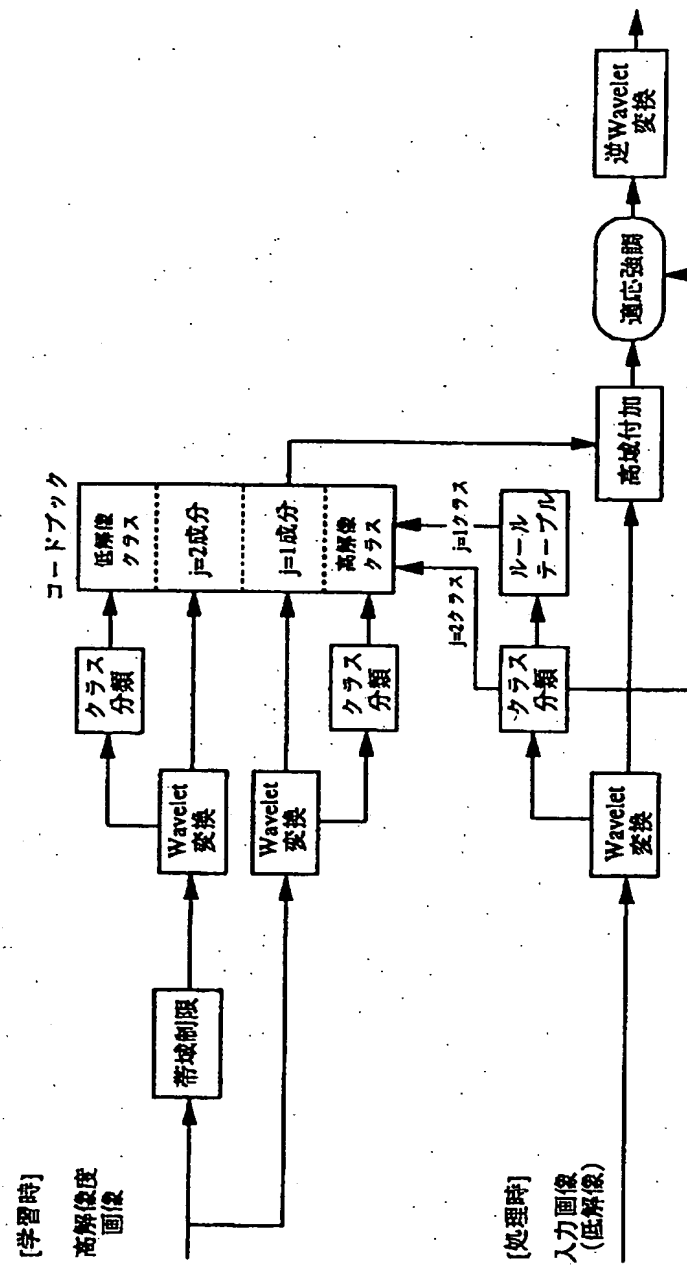 [学習時]
高解像度
画像
帯域制限
Wavelet
変換
クラス
分類
Wavelet
変換
クラス
分類
コードブック
低解像
クラス
j=2成分
j=1成分
高解像
クラス
[処理時]
入力画像
(低解像)
Wavelet
変換
クラス
分類
j=2クラス
ルール
テーブル
j=1クラス
高域付加
適応強調
逆Wavelet
変換